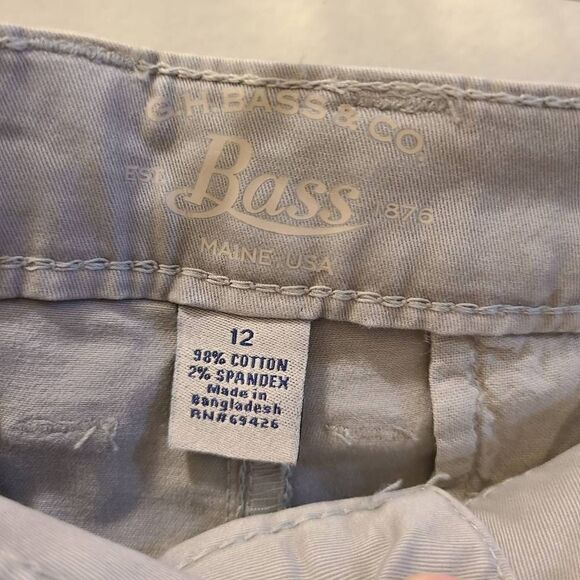 G.H. BASS & CO.
EST. Bass 1876
MAINE, USA
12
98% COTTON
2% SPANDEX
Made in
Bangladesh
RN#69426